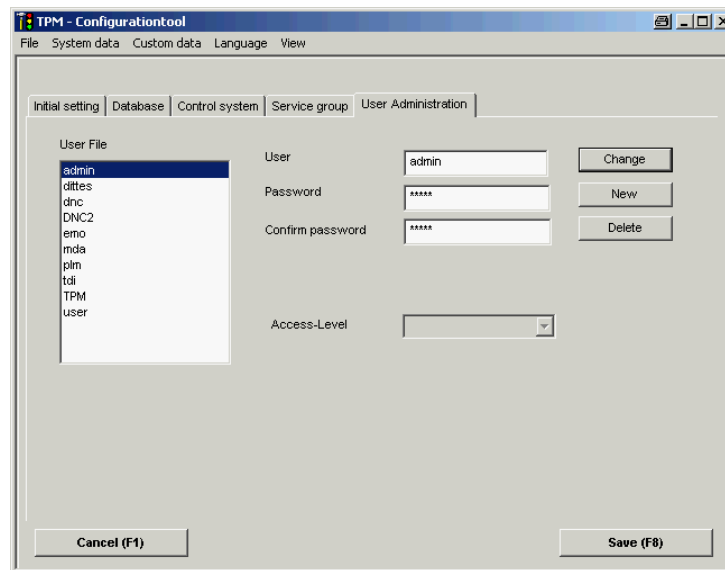 TPM - Configurationtool
File System data Custom data Language View
Initial setting Database Control system Service group User Administration
User File
admin
dittes
dnc
DNC2
emo
mda
plm
tdi
TPM
user
User admin Change
Password ***** New
Confirm password ***** Delete
Access-Level
Cancel (F1) Save (F8)